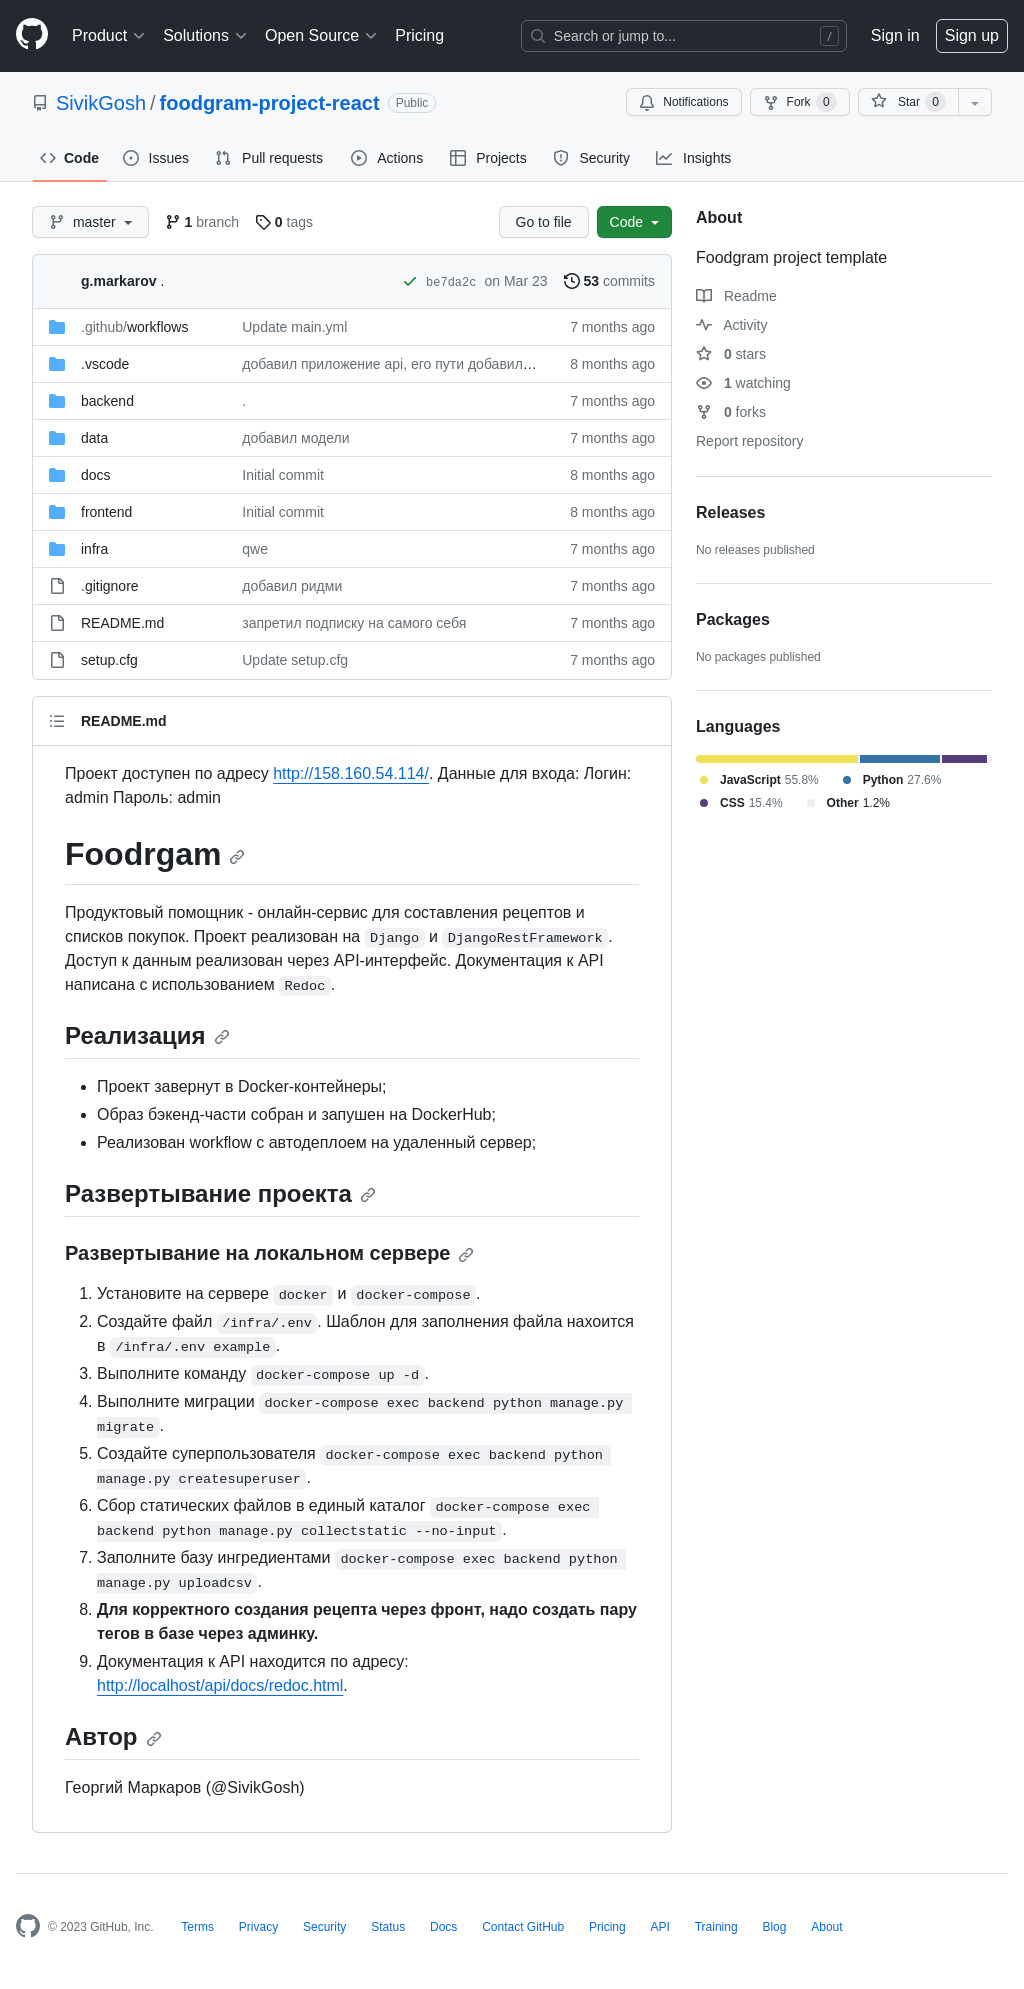 Product Solutions Open Source Pricing Search or jump to... / Sign in Sign up
SivikGosh / foodgram-project-react Public Notifications Fork 0 Star 0
Code Issues Pull requests Actions Projects Security Insights
master 1 branch 0 tags Go to file Code
g.markarov . be7da2c on Mar 23 53 commits
.github/workflows Update main.yml 7 months ago
.vscode добавил приложение api, его пути добавил… 8 months ago
backend . 7 months ago
data добавил модели 7 months ago
docs Initial commit 8 months ago
frontend Initial commit 8 months ago
infra qwe 7 months ago
.gitignore добавил ридми 7 months ago
README.md запретил подписку на самого себя 7 months ago
setup.cfg Update setup.cfg 7 months ago
README.md
Проект доступен по адресу http://158.160.54.114/. Данные для входа: Логин:
admin Пароль: admin
Foodrgam
Продуктовый помощник - онлайн-сервис для составления рецептов и
списков покупок. Проект реализован на Django и DjangoRestFramework.
Доступ к данным реализован через API-интерфейс. Документация к API
написана с использованием Redoc.
Реализация
Проект завернут в Docker-контейнеры;
Образ бэкенд-части собран и запушен на DockerHub;
Реализован workflow с автодеплоем на удаленный сервер;
Развертывание проекта
Развертывание на локальном сервере
1. Установите на сервере docker и docker-compose.
2. Создайте файл /infra/.env. Шаблон для заполнения файла нахоится
в /infra/.env example.
3. Выполните команду docker-compose up -d.
4. Выполните миграции docker-compose exec backend python manage.py
migrate.
5. Создайте суперпользователя docker-compose exec backend python
manage.py createsuperuser.
6. Сбор статических файлов в единый каталог docker-compose exec
backend python manage.py collectstatic --no-input.
7. Заполните базу ингредиентами docker-compose exec backend python
manage.py uploadcsv.
8. Для корректного создания рецепта через фронт, надо создать пару
тегов в базе через админку.
9. Документация к API находится по адресу:
http://localhost/api/docs/redoc.html.
Автор
Георгий Маркаров (@SivikGosh)
About
Foodgram project template
Readme
Activity
0 stars
1 watching
0 forks
Report repository
Releases
No releases published
Packages
No packages published
Languages
JavaScript 55.8% Python 27.6%
CSS 15.4% Other 1.2%
© 2023 GitHub, Inc. Terms Privacy Security Status Docs Contact GitHub Pricing API Training Blog About